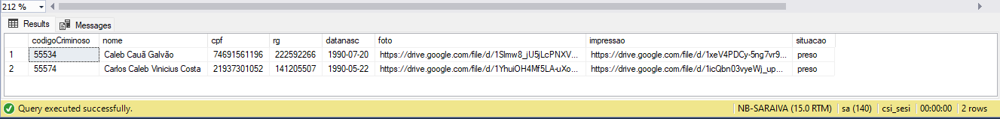 212 %
Results Messages
codigoCriminoso nome cpf rg datanasc foto impressao situacao
1 55534 Caleb Cauã Galvão 74691561196 222592266 1990-07-20 https://drive.google.com/file/d/1Slmw8_jU5jLcPNXV... https://drive.google.com/file/d/1xeV4PDCy-5ng7vr9... preso
2 55574 Carlos Caleb Vinicius Costa 21937301052 141205507 1990-05-22 https://drive.google.com/file/d/1YhuiOH4Mf5LA-uXo... https://drive.google.com/file/d/1icQbn03vyeWj_up... preso
Query executed successfully. NB-SARAIVA (15.0 RTM) sa (140) csi_sesi 00:00:00 2 rows